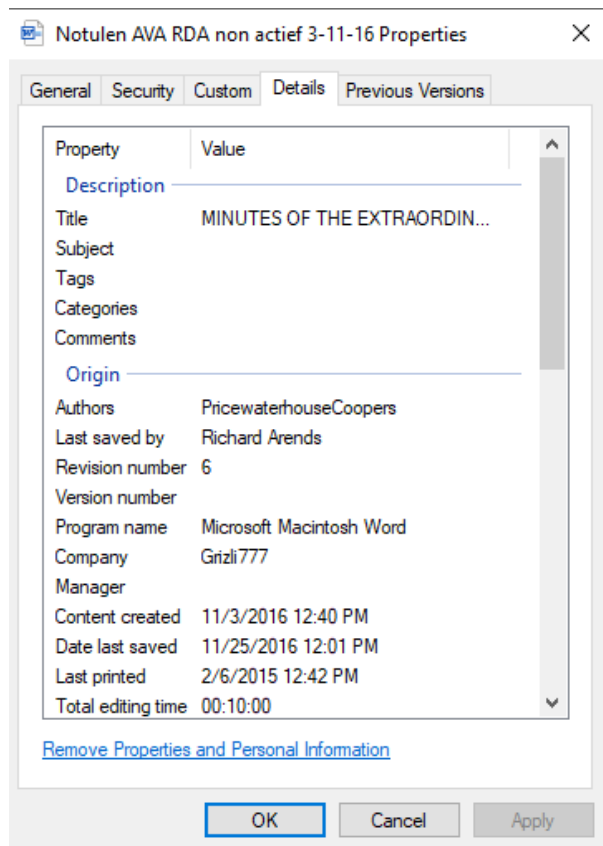 Notulen AVA RDA non actief 3-11-16 Properties
General Security Custom Details Previous Versions
Property Value
Description
Title MINUTES OF THE EXTRAORDIN...
Subject
Tags
Categories
Comments
Origin
Authors PricewaterhouseCoopers
Last saved by Richard Arends
Revision number 6
Version number
Program name Microsoft Macintosh Word
Company Grizli777
Manager
Content created 11/3/2016 12:40 PM
Date last saved 11/25/2016 12:01 PM
Last printed 2/6/2015 12:42 PM
Total editing time 00:10:00
Remove Properties and Personal Information
OK Cancel Apply